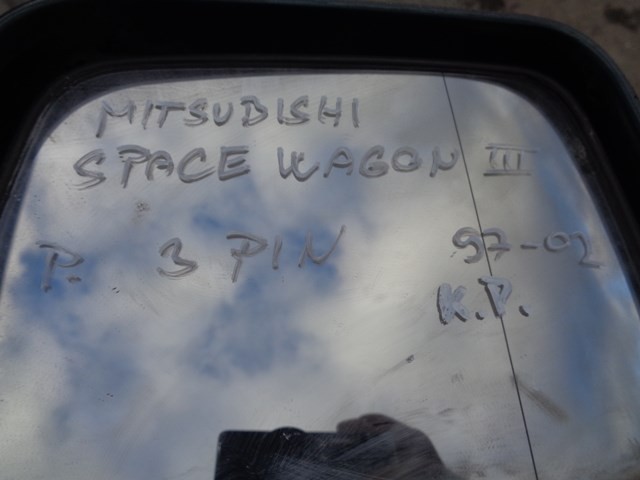 MITSUBISHI
SPACE WAGON III
P. 3 PIN 97-02
K.P.